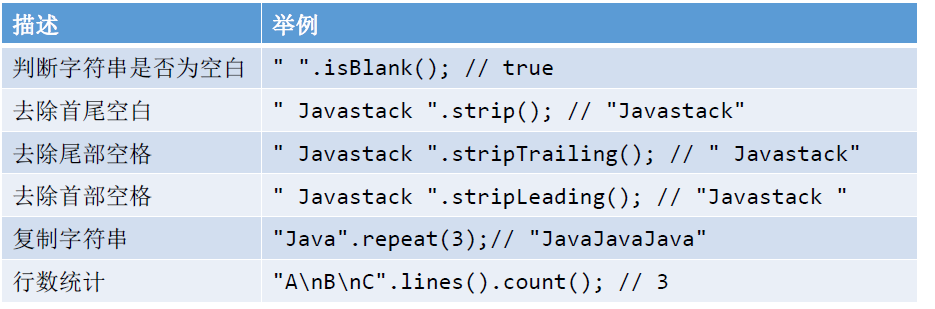 描述 举例
判断字符串是否为空白 " ".isBlank(); // true
去除首尾空白 " Javastack ".strip(); // "Javastack"
去除尾部空格 " Javastack ".stripTrailing(); // " Javastack"
去除首部空格 " Javastack ".stripLeading(); // "Javastack "
复制字符串 "Java".repeat(3);// "JavaJavaJava"
行数统计 "A\nB\nC".lines().count(); // 3